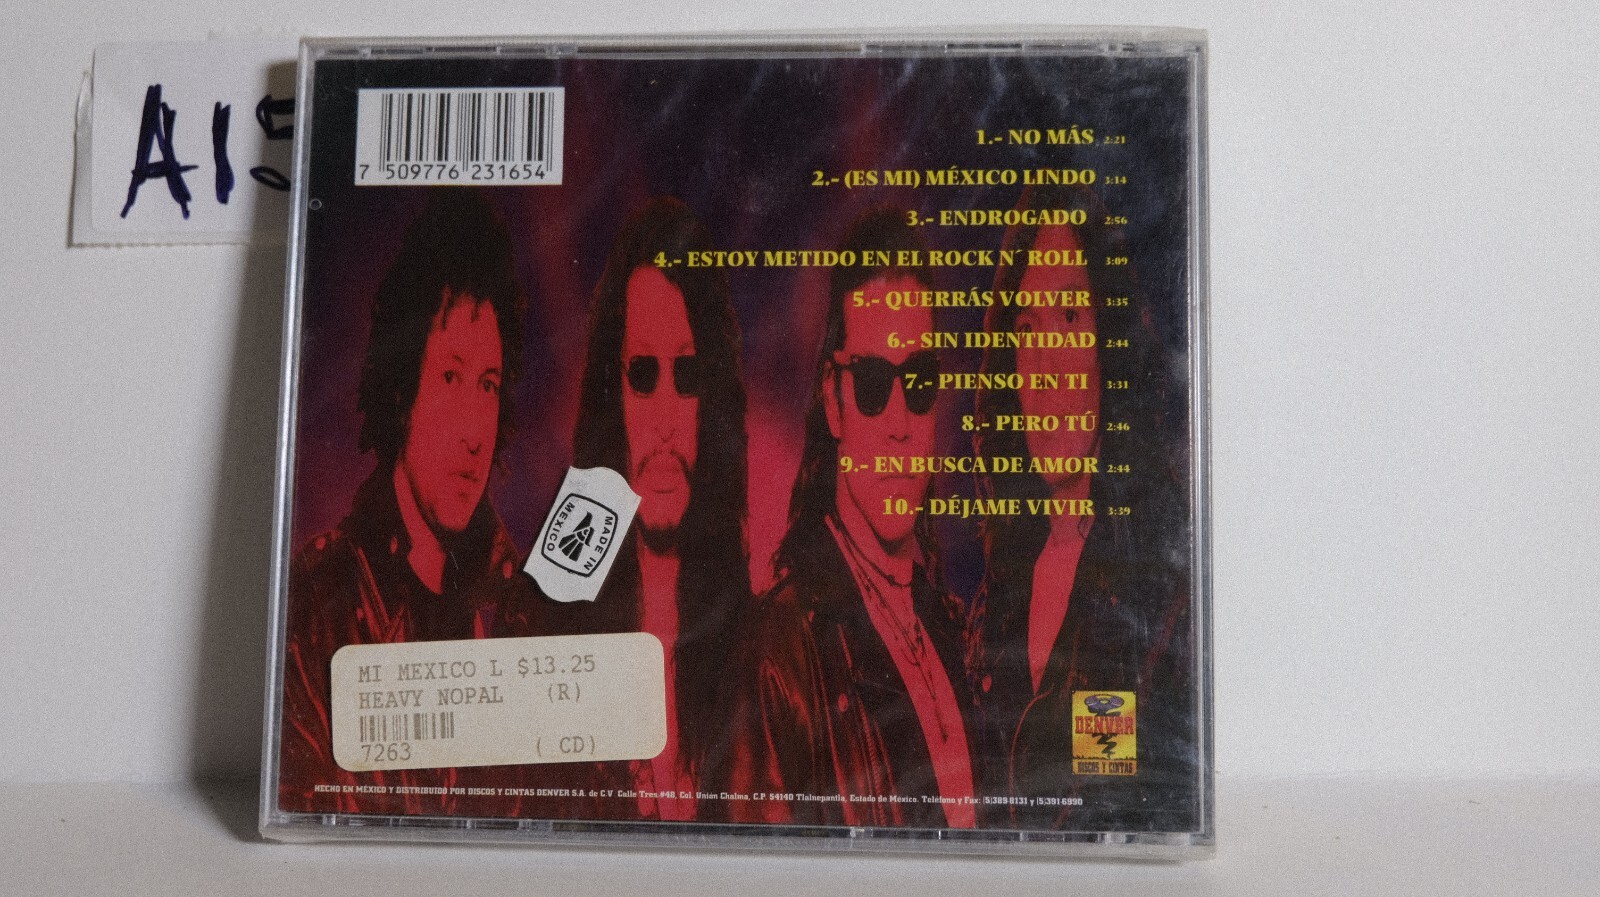 A15
7 509776 231654
1.- NO MÁS 2:21
2.- (ES MI) MÉXICO LINDO 3:14
3.- ENDROGADO 2:56
4.- ESTOY METIDO EN EL ROCK N´ ROLL 3:09
5.- QUERRÁS VOLVER 3:35
6.- SIN IDENTIDAD 2:44
7.- PIENSO EN TI 3:31
8.- PERO TÚ 2:46
9.- EN BUSCA DE AMOR 2:44
10.- DÉJAME VIVIR 3:39
MADE IN
MEXICO
MI MEXICO L $13.25
HEAVY NOPAL (R)
7263 ( CD)
DENVER
DISCOS Y CINTAS
HECHO EN MÉXICO Y DISTRIBUIDO POR DISCOS Y CINTAS DENVER S.A. de C.V Calle Tres #48, Col. Unión Chalma, C.P. 54140 Tlalnepantla, Estado de México. Teléfono y Fax: (5)389-8131 y (5)391-6990